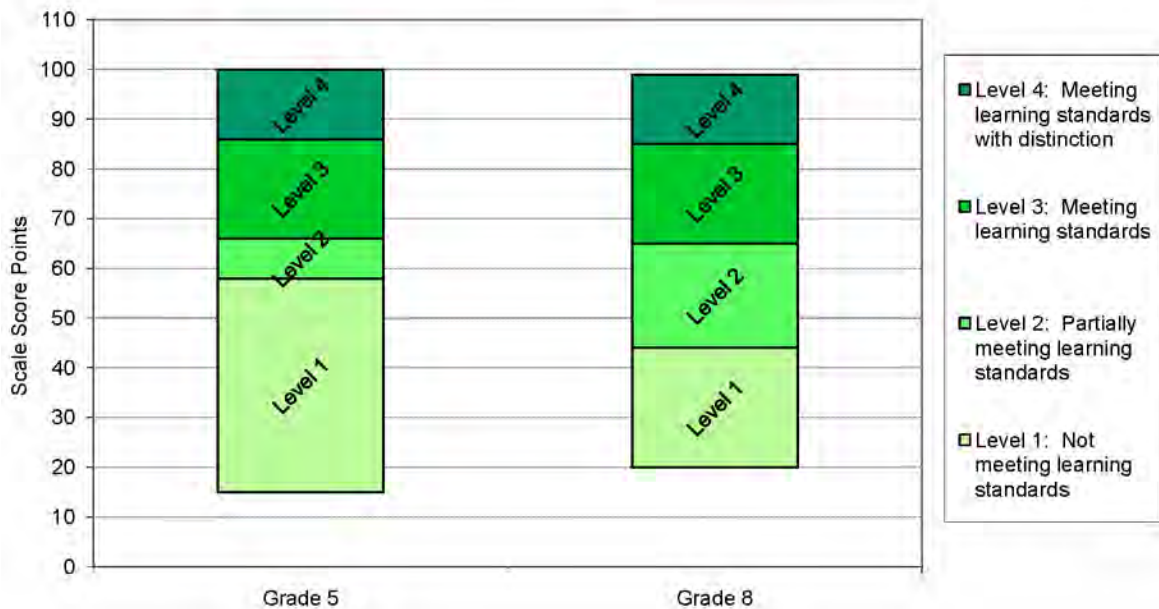 110
100
90
80
70
60
50
40
30
20
10
0
Scale Score Points
Level 4
Level 3
Level 2
Level 1
Level 4
Level 3
Level 2
Level 1
Grade 5
Grade 8
Level 4: Meeting
learning standards
with distinction
Level 3: Meeting
learning standards
Level 2: Partially
meeting learning
standards
Level 1: Not
meeting learning
standards